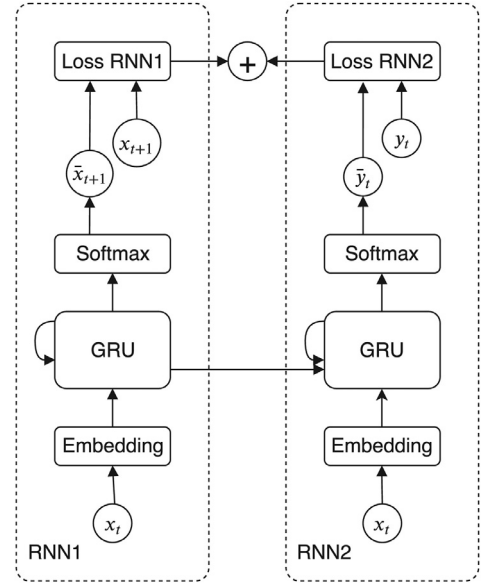 Loss RNN1
+
Loss RNN2
x̄ₜ₊₁
xₜ₊₁
ȳₜ
yₜ
Softmax
Softmax
GRU
GRU
Embedding
Embedding
xₜ
xₜ
RNN1
RNN2